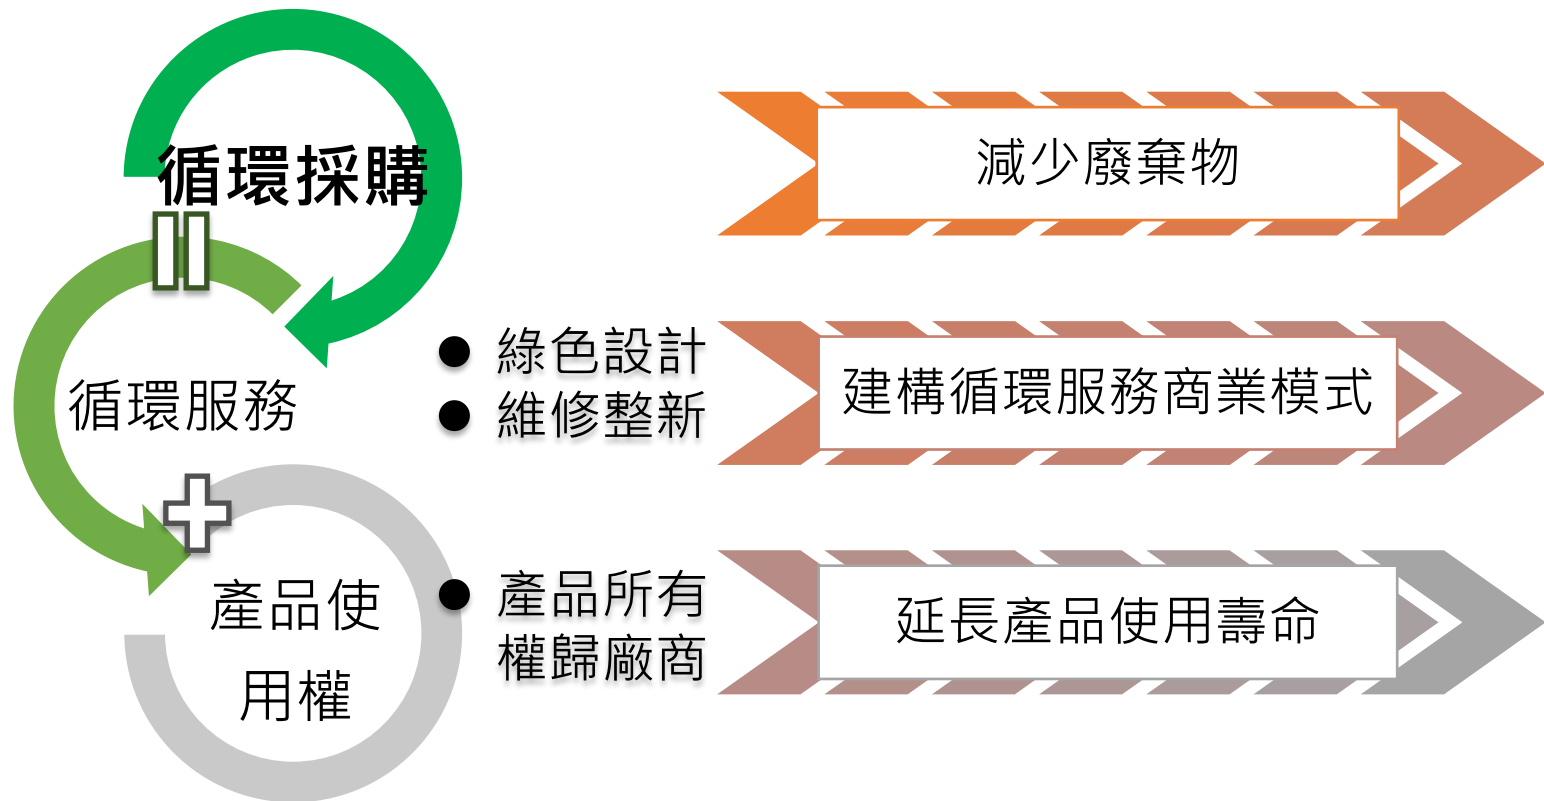 循環採購
減少廢棄物
循環服務
● 綠色設計
● 維修整新
建構循環服務商業模式
產品使
用權
● 產品所有
權歸廠商
延長產品使用壽命